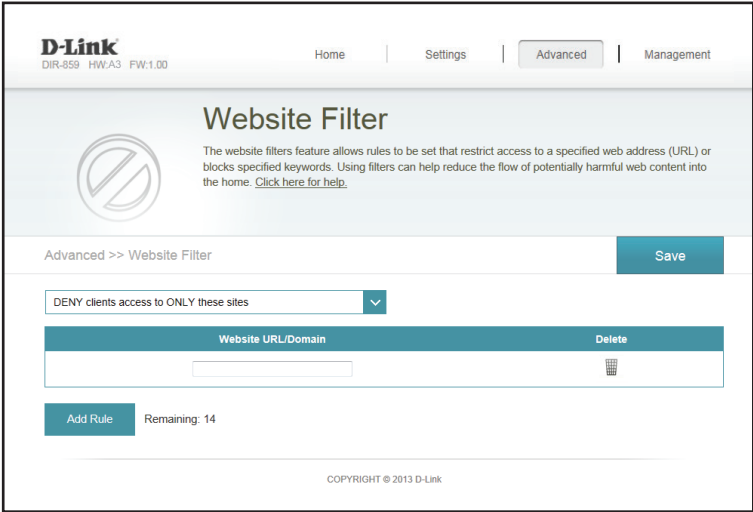 D-Link
DIR-859 HW:A3 FW:1.00
Home
Settings
Advanced
Management
Website Filter
The website filters feature allows rules to be set that restrict access to a specified web address (URL) or
blocks specified keywords. Using filters can help reduce the flow of potentially harmful web content into
the home. Click here for help.
Advanced >> Website Filter
Save
DENY clients access to ONLY these sites
Website URL/Domain
Delete
Add Rule
Remaining: 14
COPYRIGHT © 2013 D-Link